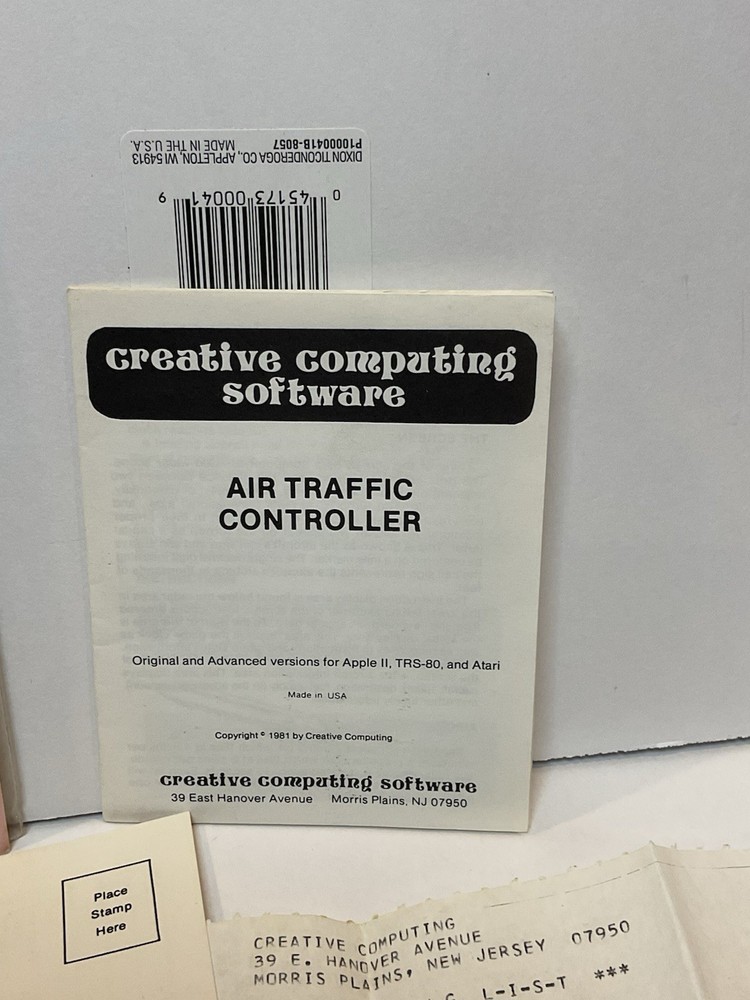 DIXON TICONDEROGA CO., APPLETON, WI 54913 MADE IN THE U.S.A.
P100041B-8057
0 45173 00041 9
creative computing
software
AIR TRAFFIC
CONTROLLER
Original and Advanced versions for Apple II, TRS-80, and Atari
Made in USA
Copyright © 1981 by Creative Computing
creative computing software
39 East Hanover Avenue Morris Plains, NJ 07950
Place
Stamp
Here
CREATIVE COMPUTING
39 E. HANOVER AVENUE
MORRIS PLAINS, NEW JERSEY 07950
L-I-S-T ***